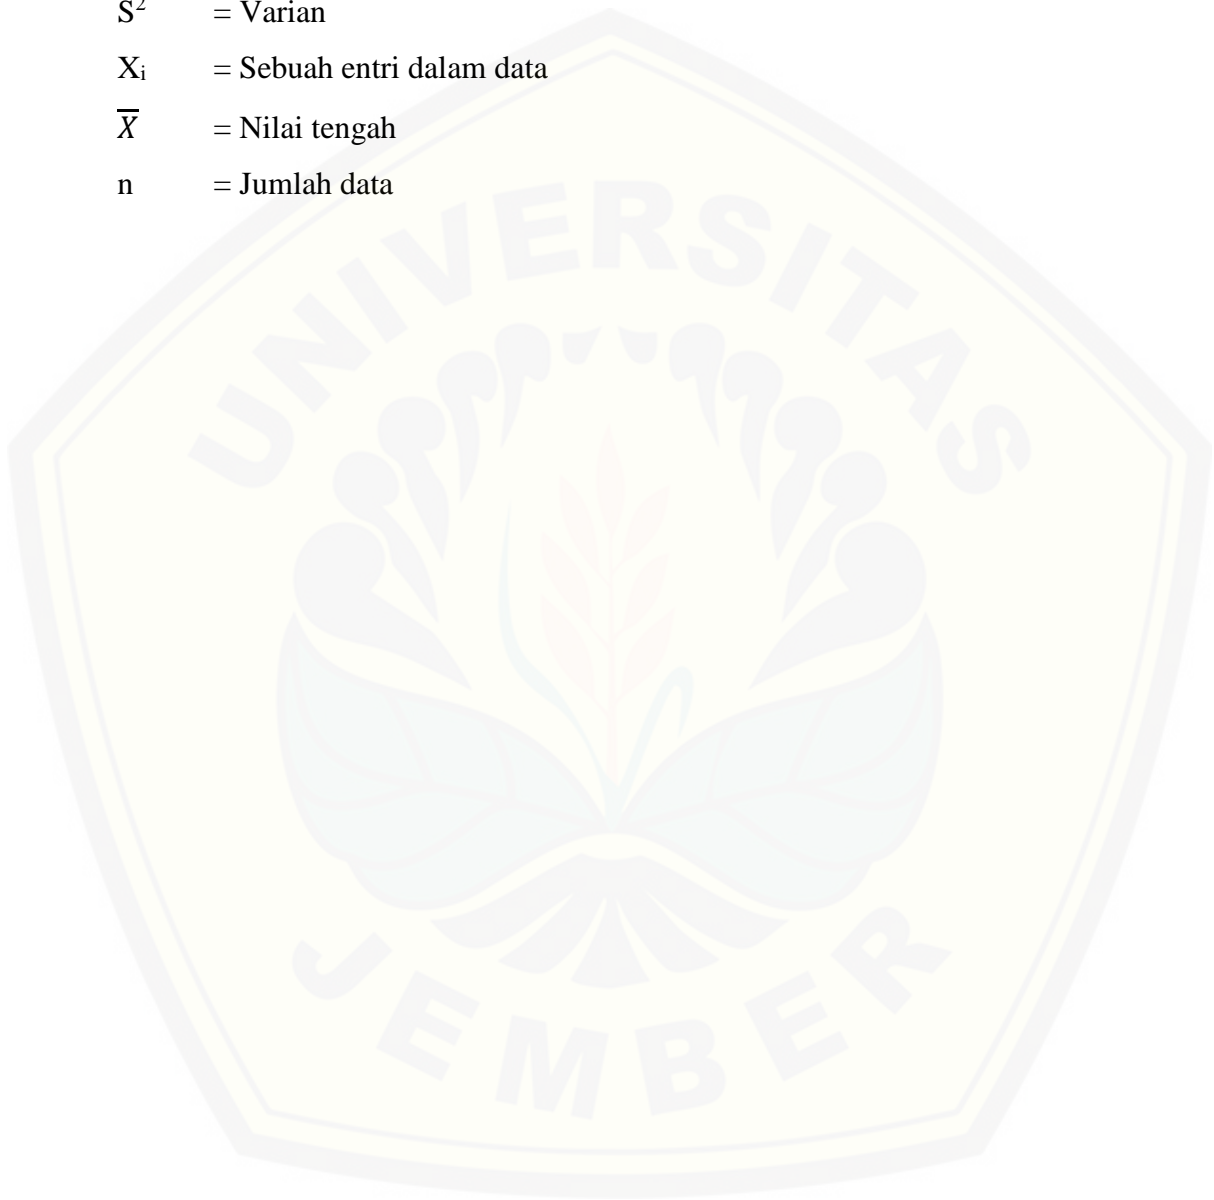 S² = Varian
Xᵢ = Sebuah entri dalam data
X̅ = Nilai tengah
n = Jumlah data
UNIVERSITAS
JEMBER